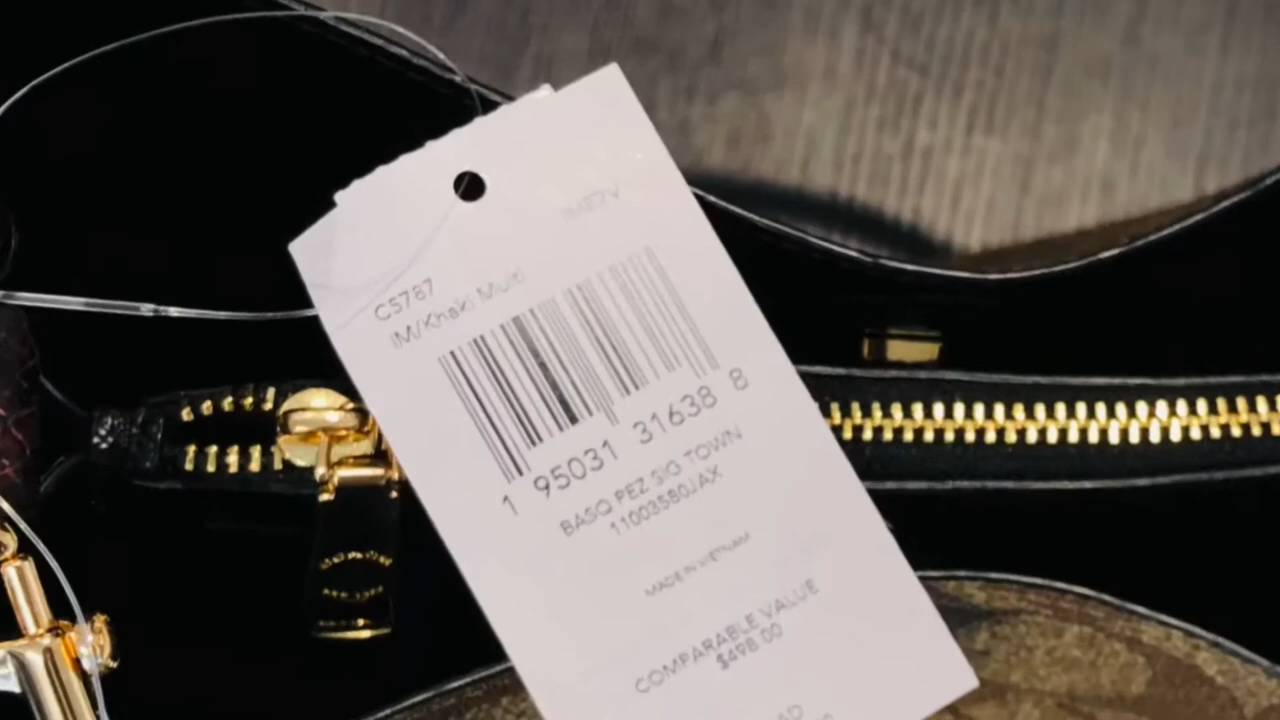 C5787
IM/Khaki Multi
1 95031 31638 8
BASQ PEZ SIG TOWN
11003580JAX
MADE IN VIETNAM
COMPARABLE VALUE
$498.00